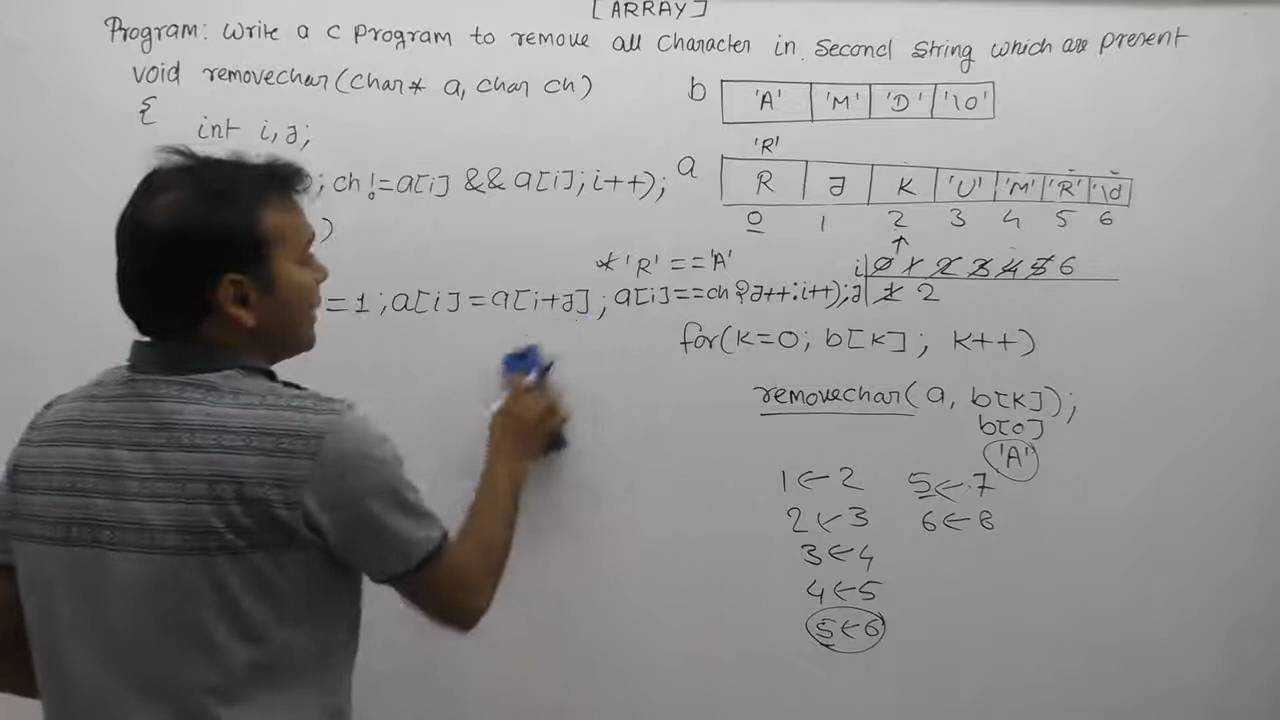 [ARRAY]
Program: Write a c program to remove all character in second string which are present
void removechar(char* a, char ch)
{
int i,J;
; ch!=a[i] && a[i]; i++);
)
=1 ;a[i]=a[i+J]; a[i]==ch?J++:i++);
b 'A' 'M' 'D' '\0'
'R'
a R J K 'U' 'M' 'R' '\0'
0 1 2 3 4 5 6
* 'R' == 'A'
i 0 1 2 3 4 5 6
J 1 2
for(K=0; b[K]; K++)
removechar(a, b[K]);
b[0]
'A'
1←2 5←7
2←3 6←8
3←4
4←5
5←6